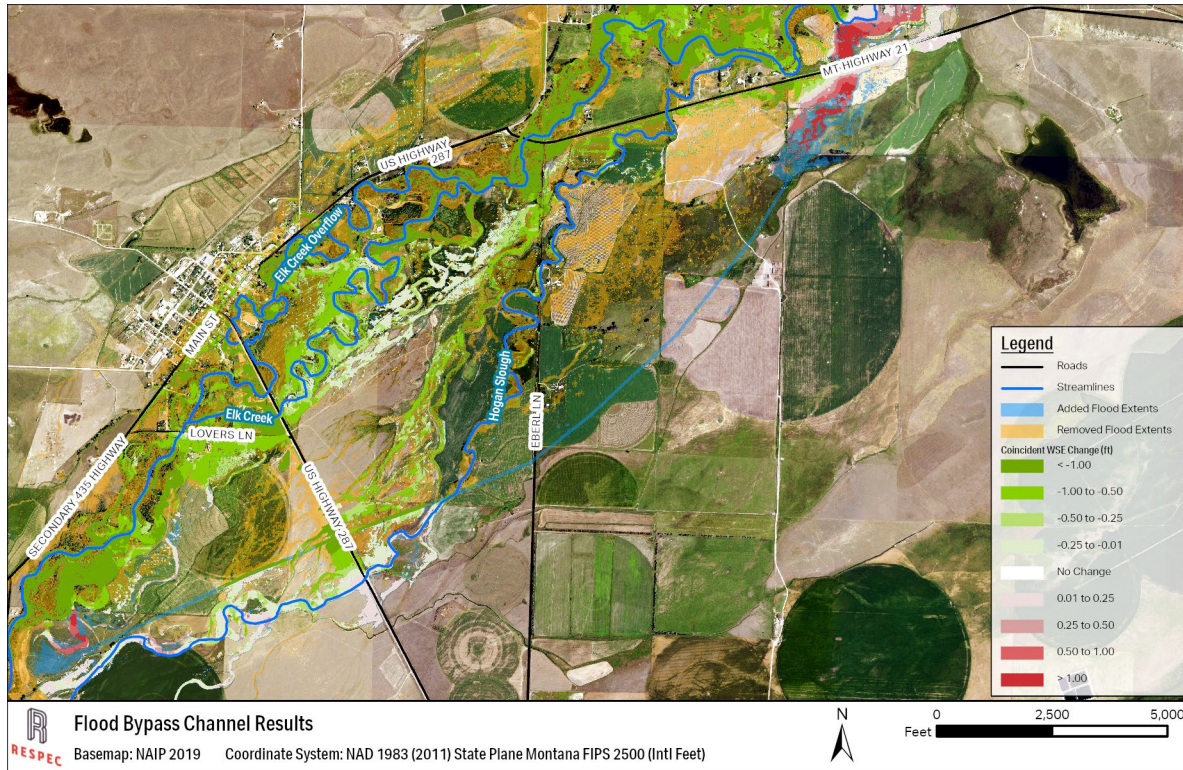 MT HIGHWAY 21
US HIGHWAY
287
Elk Creek Overflow
MAIN ST
Elk Creek
LOVERS LN
SECONDARY 435 HIGHWAY
US HIGHWAY 287
Hogan Slough
EBERL LN
Legend
Roads
Streamlines
Added Flood Extents
Removed Flood Extents
Coincident WSE Change (ft)
< -1.00
-1.00 to -0.50
-0.50 to -0.25
-0.25 to -0.01
No Change
0.01 to 0.25
0.25 to 0.50
0.50 to 1.00
> 1.00
RESPEC
Flood Bypass Channel Results
Basemap: NAIP 2019 Coordinate System: NAD 1983 (2011) State Plane Montana FIPS 2500 (Intl Feet)
N
0 2,500 5,000
Feet